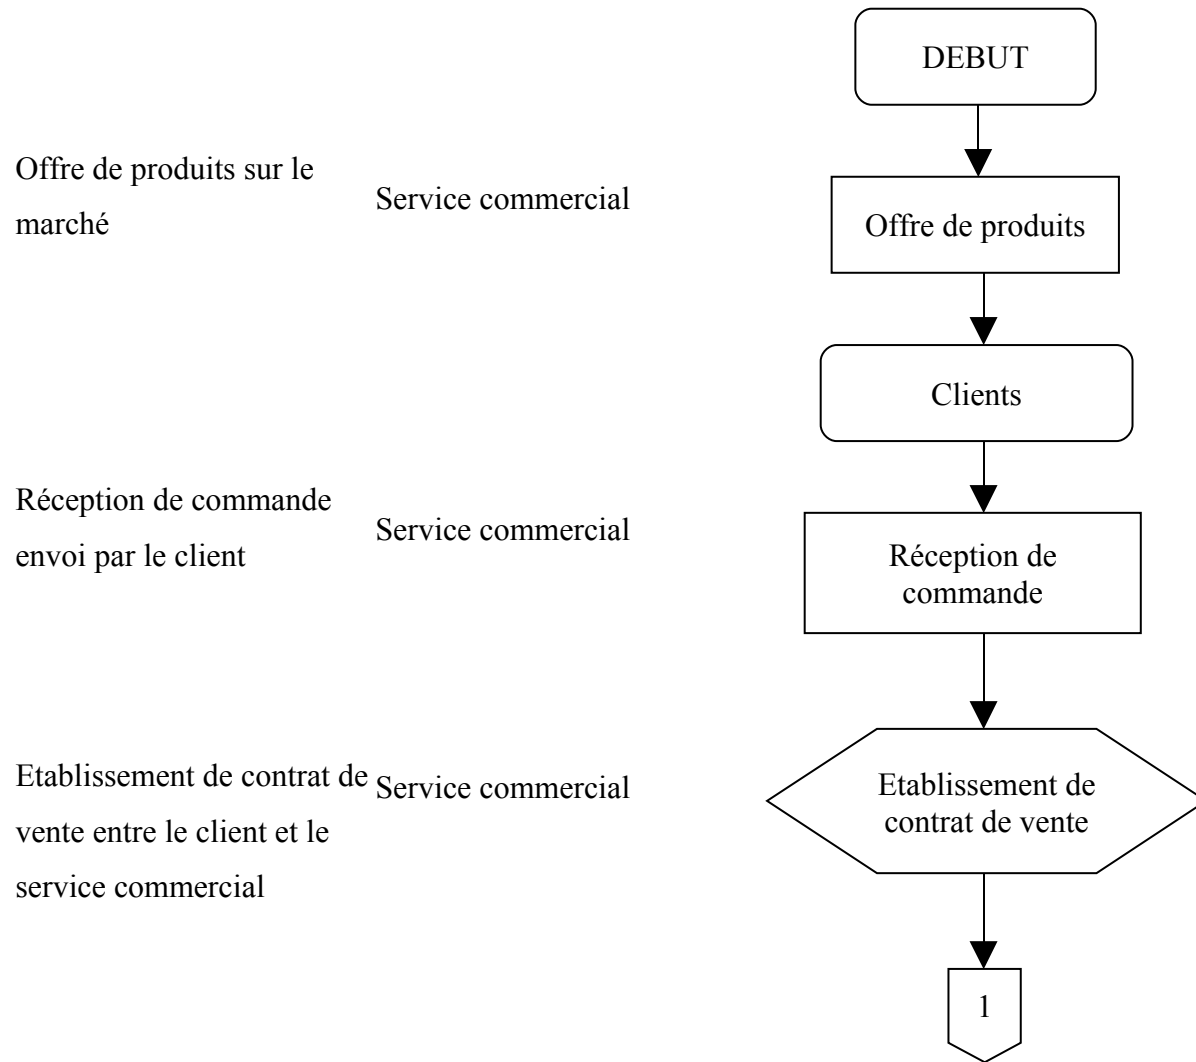 DEBUT
Offre de produits sur le
marché
Service commercial
Offre de produits
Clients
Réception de commande
envoi par le client
Service commercial
Réception de
commande
Etablissement de contrat de
vente entre le client et le
service commercial
Service commercial
Etablissement de
contrat de vente
1